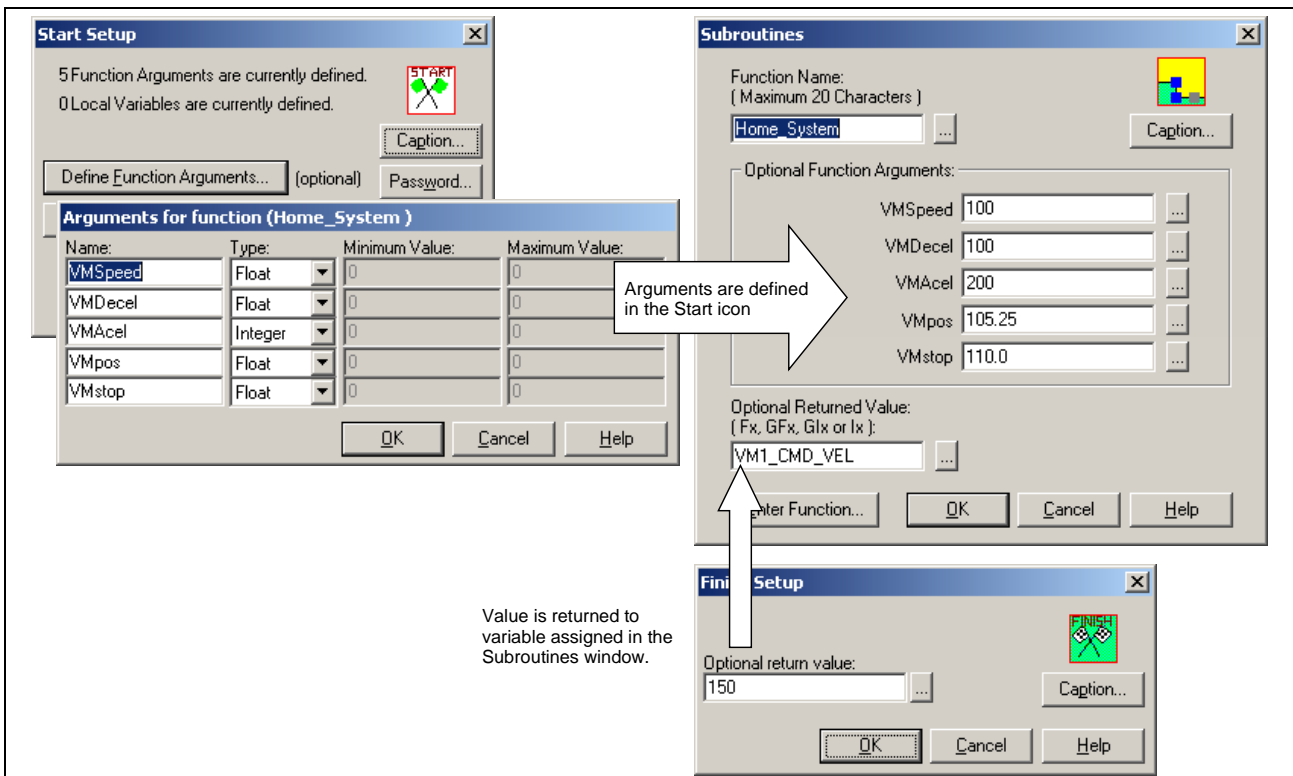 Start Setup
5 Function Arguments are currently defined.
0 Local Variables are currently defined.
START
Caption...
Define Function Arguments...
(optional)
Password...
Arguments for function (Home_System )
Name: Type: Minimum Value: Maximum Value:
VMSpeed Float 0 0
VMDecel Float 0 0
VMAcel Integer 0 0
VMpos Float 0 0
VMstop Float 0 0
OK Cancel Help
Arguments are defined
in the Start icon
Subroutines
Function Name:
( Maximum 20 Characters )
Home_System ...
Caption...
Optional Function Arguments:
VMSpeed 100 ...
VMDecel 100 ...
VMAcel 200 ...
VMpos 105.25 ...
VMstop 110.0 ...
Optional Returned Value:
( Fx, GFx, GIx or Ix ):
VM1_CMD_VEL ...
nter Function... OK Cancel Help
Value is returned to
variable assigned in the
Subroutines window.
Fini Setup
FINISH
Optional return value:
150 ...
Caption...
OK Cancel Help